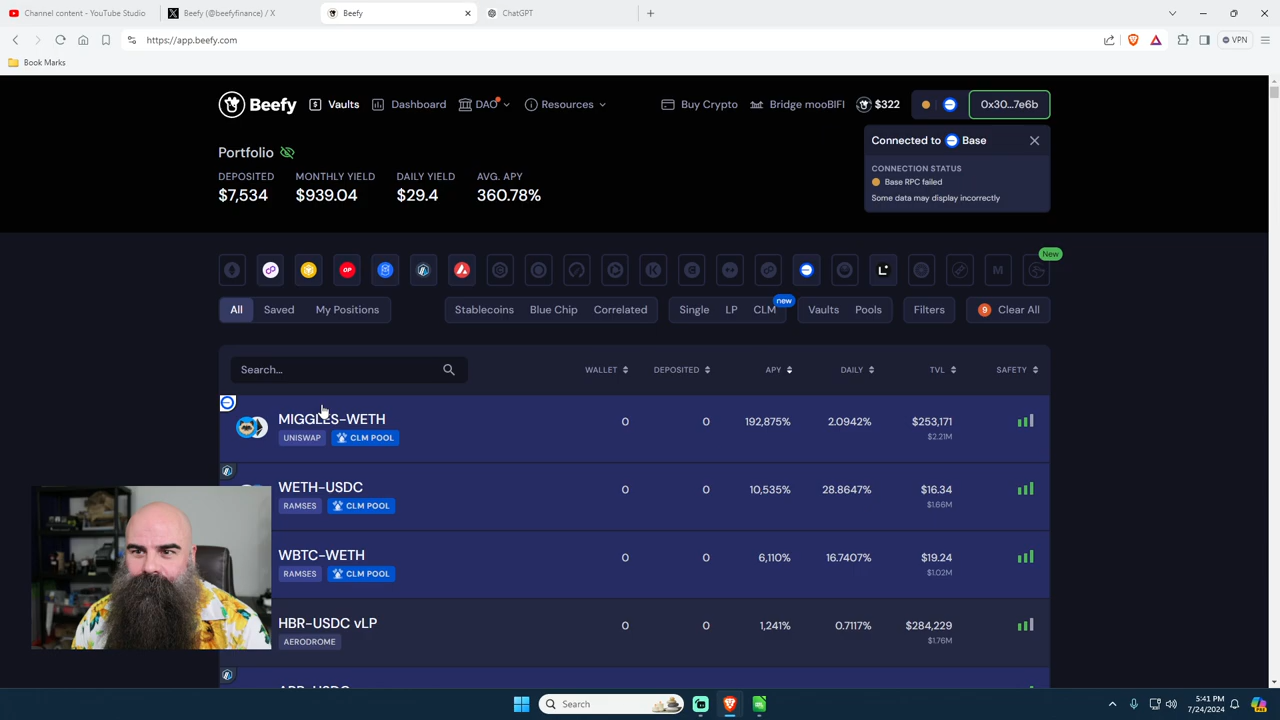 Channel content - YouTube Studio
Beefy (@beefyfinance) / X
Beefy
ChatGPT
https://app.beefy.com
VPN
Book Marks
Beefy
Vaults
Dashboard
DAO
Resources
Buy Crypto
Bridge mooBIFI
$322
0x30...7e6b
Portfolio
DEPOSITED
MONTHLY YIELD
DAILY YIELD
AVG. APY
$7,534
$939.04
$29.4
360.78%
Connected to Base
CONNECTION STATUS
Base RPC failed
Some data may display incorrectly
New
All
Saved
My Positions
Stablecoins
Blue Chip
Correlated
Single
LP
CLM
new
Vaults
Pools
Filters
9 Clear All
Search...
WALLET
DEPOSITED
APY
DAILY
TVL
SAFETY
MIGGLES-WETH
UNISWAP
CLM POOL
0
0
192,875%
2.0942%
$253,171
$2.21M
WETH-USDC
RAMSES
CLM POOL
0
0
10,535%
28.8647%
$16.34
$1.66M
WBTC-WETH
RAMSES
CLM POOL
0
0
6,110%
16.7407%
$19.24
$1.02M
HBR-USDC vLP
AERODROME
0
0
1,241%
0.7117%
$284,229
$1.76M
Search
5:41 PM
7/24/2024